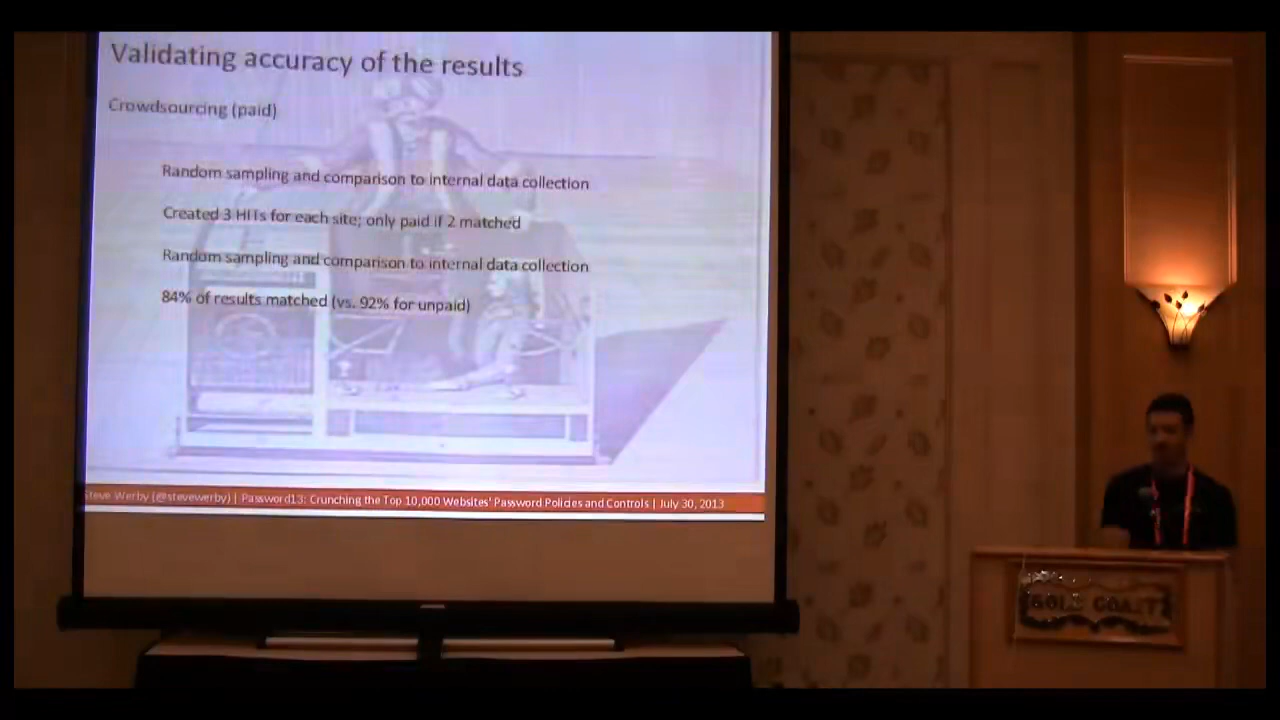 Validating accuracy of the results
Crowdsourcing (paid)
Random sampling and comparison to internal data collection
Created 3 HITs for each site; only paid if 2 matched
Random sampling and comparison to internal data collection
84% of results matched (vs. 92% for unpaid)
Steve Werby (@stevewerby) | Password13: Crunching the Top 10,000 Websites' Password Policies and Controls | July 30, 2013
GOLD COAST